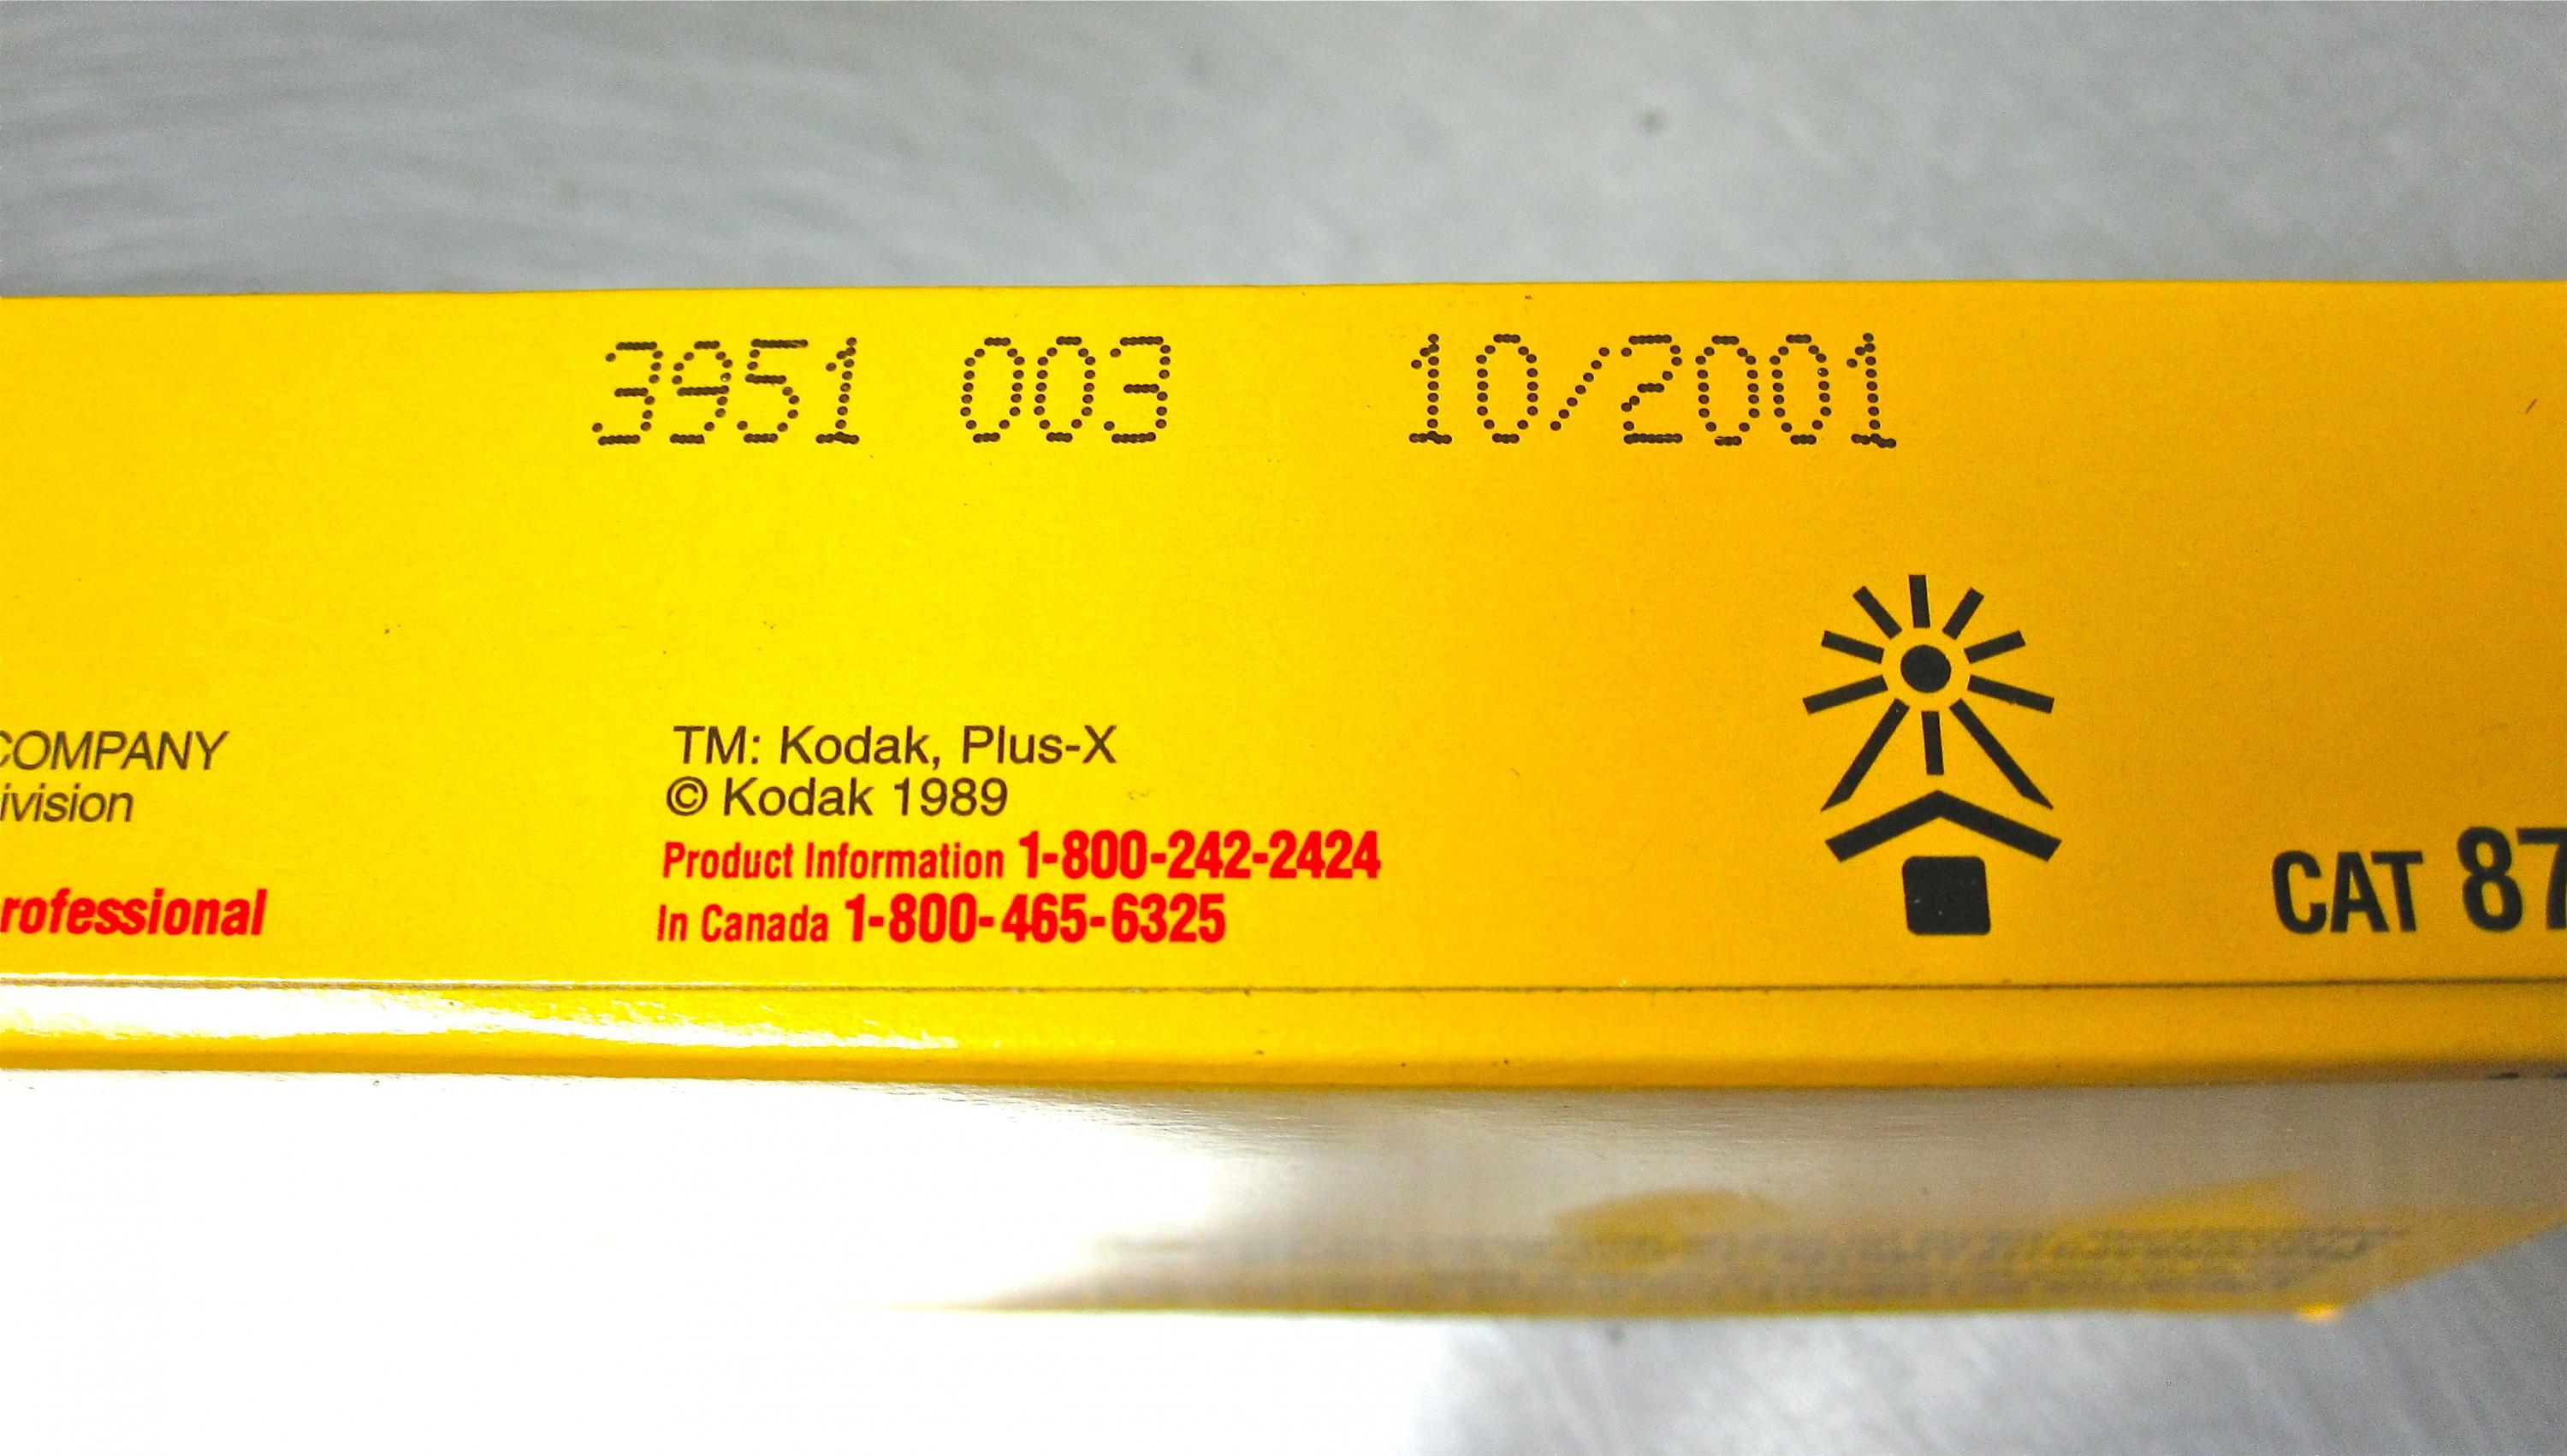 3951 003 10/2001
COMPANY
ivision
rofessional
TM: Kodak, Plus-X
© Kodak 1989
Product Information 1-800-242-2424
In Canada 1-800-465-6325
CAT 87